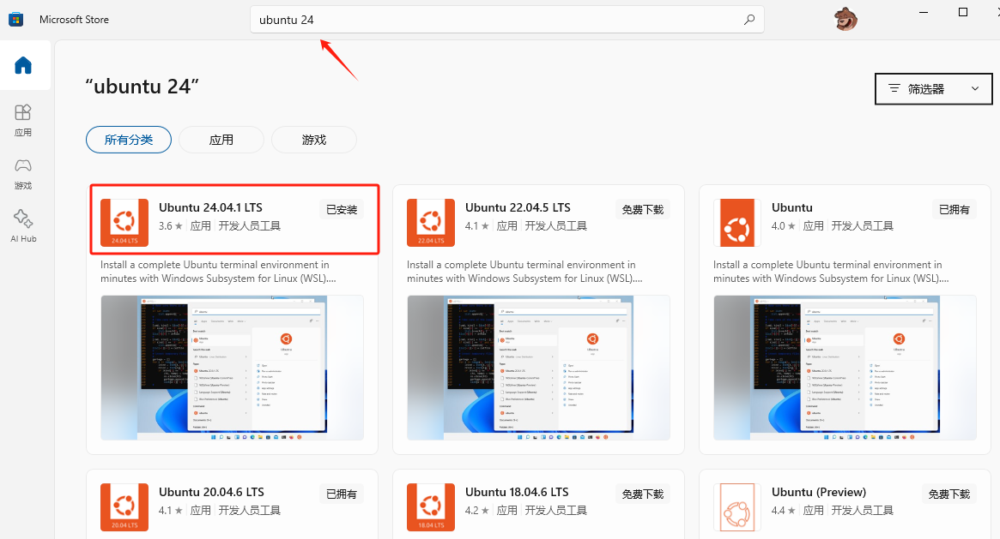 Microsoft Store
ubuntu 24
“ubuntu 24”
筛选器
应用
游戏
AI Hub
所有分类
应用
游戏
24.04 LTS
Ubuntu 24.04.1 LTS
已安装
3.6 ★ 应用 开发人员工具
Install a complete Ubuntu terminal environment in
minutes with Windows Subsystem for Linux (WSL)....
22.04 LTS
Ubuntu 22.04.5 LTS
免费下载
4.1 ★ 应用 开发人员工具
Install a complete Ubuntu terminal environment in
minutes with Windows Subsystem for Linux (WSL)....
Ubuntu
已拥有
4.0 ★ 应用 开发人员工具
Install a complete Ubuntu terminal environment in
minutes with Windows Subsystem for Linux (WSL)....
20.04 LTS
Ubuntu 20.04.6 LTS
已拥有
4.1 ★ 应用 开发人员工具
18.04 LTS
Ubuntu 18.04.6 LTS
免费下载
4.2 ★ 应用 开发人员工具
Ubuntu (Preview)
免费下载
4.4 ★ 应用 开发人员工具